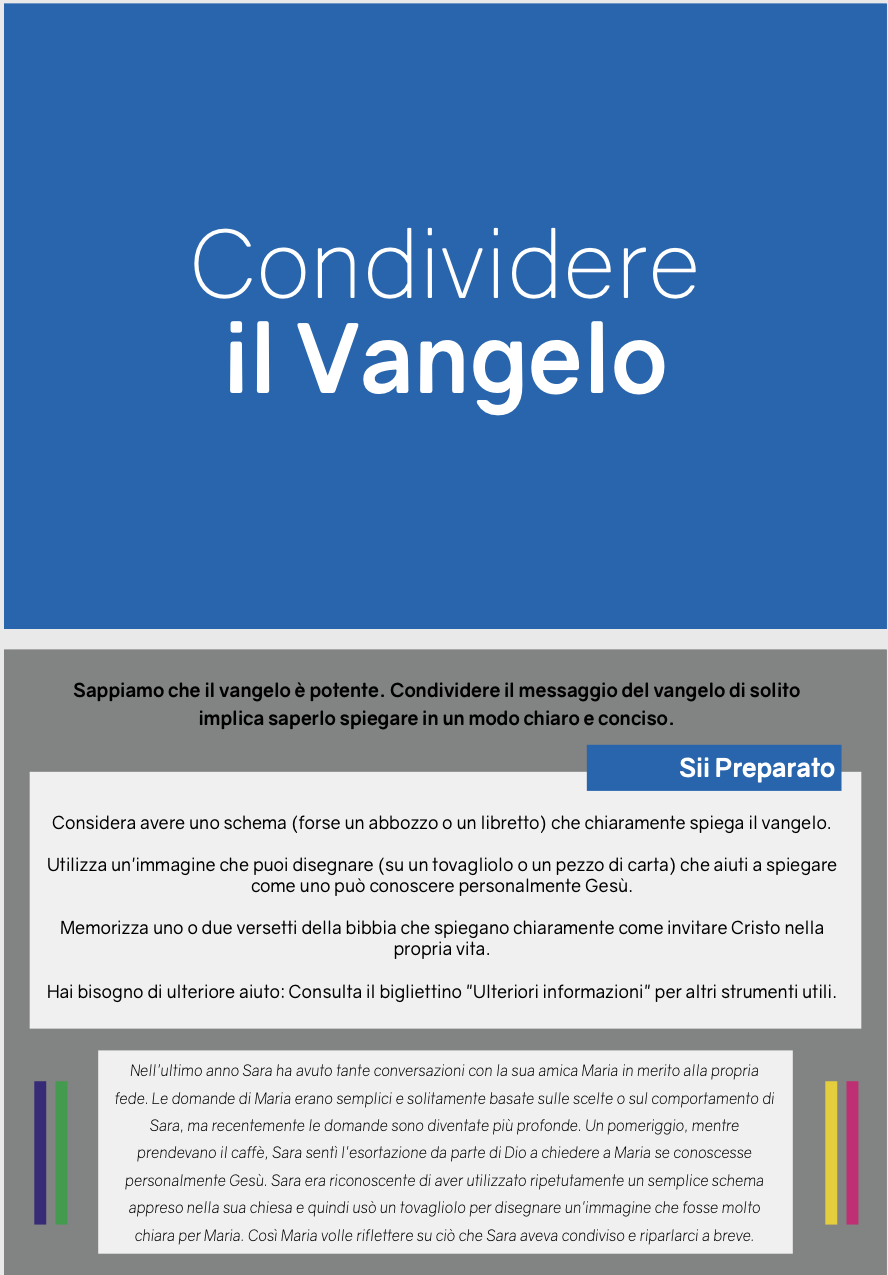 Condividere
il Vangelo
Sappiamo che il vangelo è potente. Condividere il messaggio del vangelo di solito
implica saperlo spiegare in un modo chiaro e conciso.
Sii Preparato
Considera avere uno schema (forse un abbozzo o un libretto) che chiaramente spiega il vangelo.
Utilizza un'immagine che puoi disegnare (su un tovagliolo o un pezzo di carta) che aiuti a spiegare
come uno può conoscere personalmente Gesù.
Memorizza uno o due versetti della bibbia che spiegano chiaramente come invitare Cristo nella
propria vita.
Hai bisogno di ulteriore aiuto: Consulta il bigliettino "Ulteriori informazioni" per altri strumenti utili.
Nell'ultimo anno Sara ha avuto tante conversazioni con la sua amica Maria in merito alla propria
fede. Le domande di Maria erano semplici e solitamente basate sulle scelte o sul comportamento di
Sara, ma recentemente le domande sono diventate più profonde. Un pomeriggio, mentre
prendevano il caffè, Sara sentì l'esortazione da parte di Dio a chiedere a Maria se conoscesse
personalmente Gesù. Sara era riconoscente di aver utilizzato ripetutamente un semplice schema
appreso nella sua chiesa e quindi usò un tovagliolo per disegnare un'immagine che fosse molto
chiara per Maria. Così Maria volle riflettere su ciò che Sara aveva condiviso e riparlarci a breve.